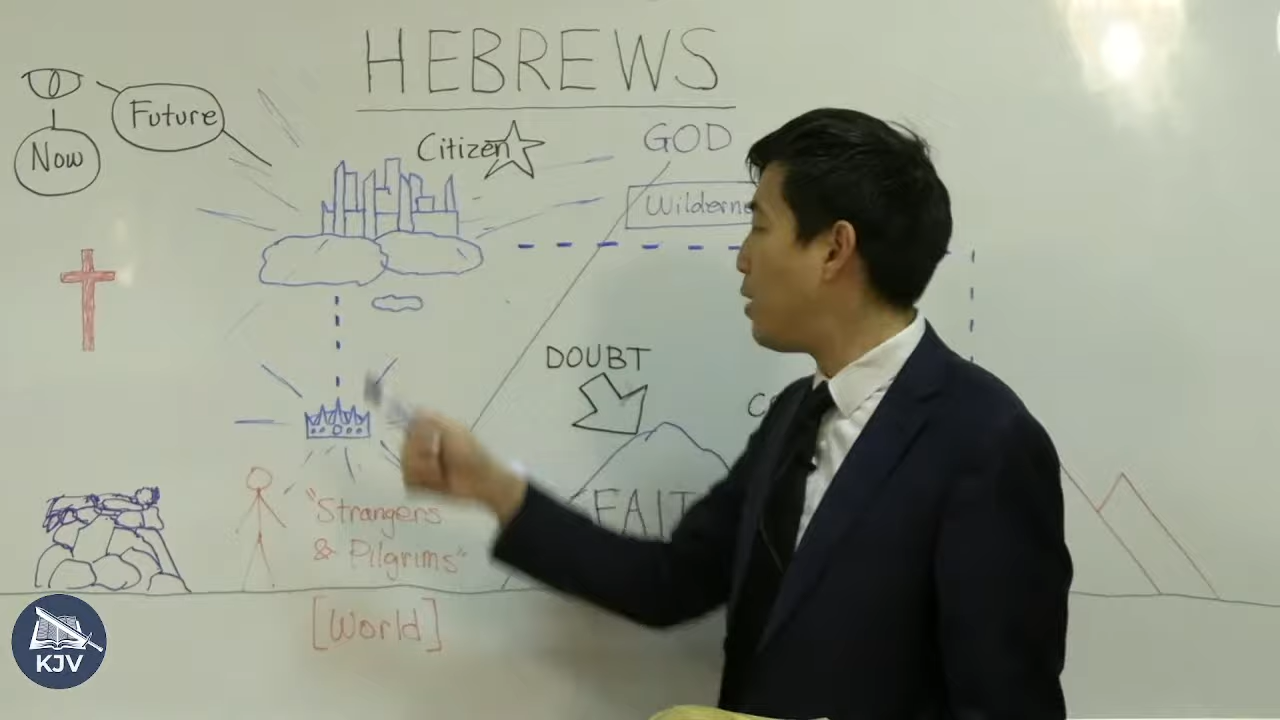 HEBREWS
Future
Now
Citizen
GOD
DOUBT
"Strangers
& Pilgrims"
[World]
KJV